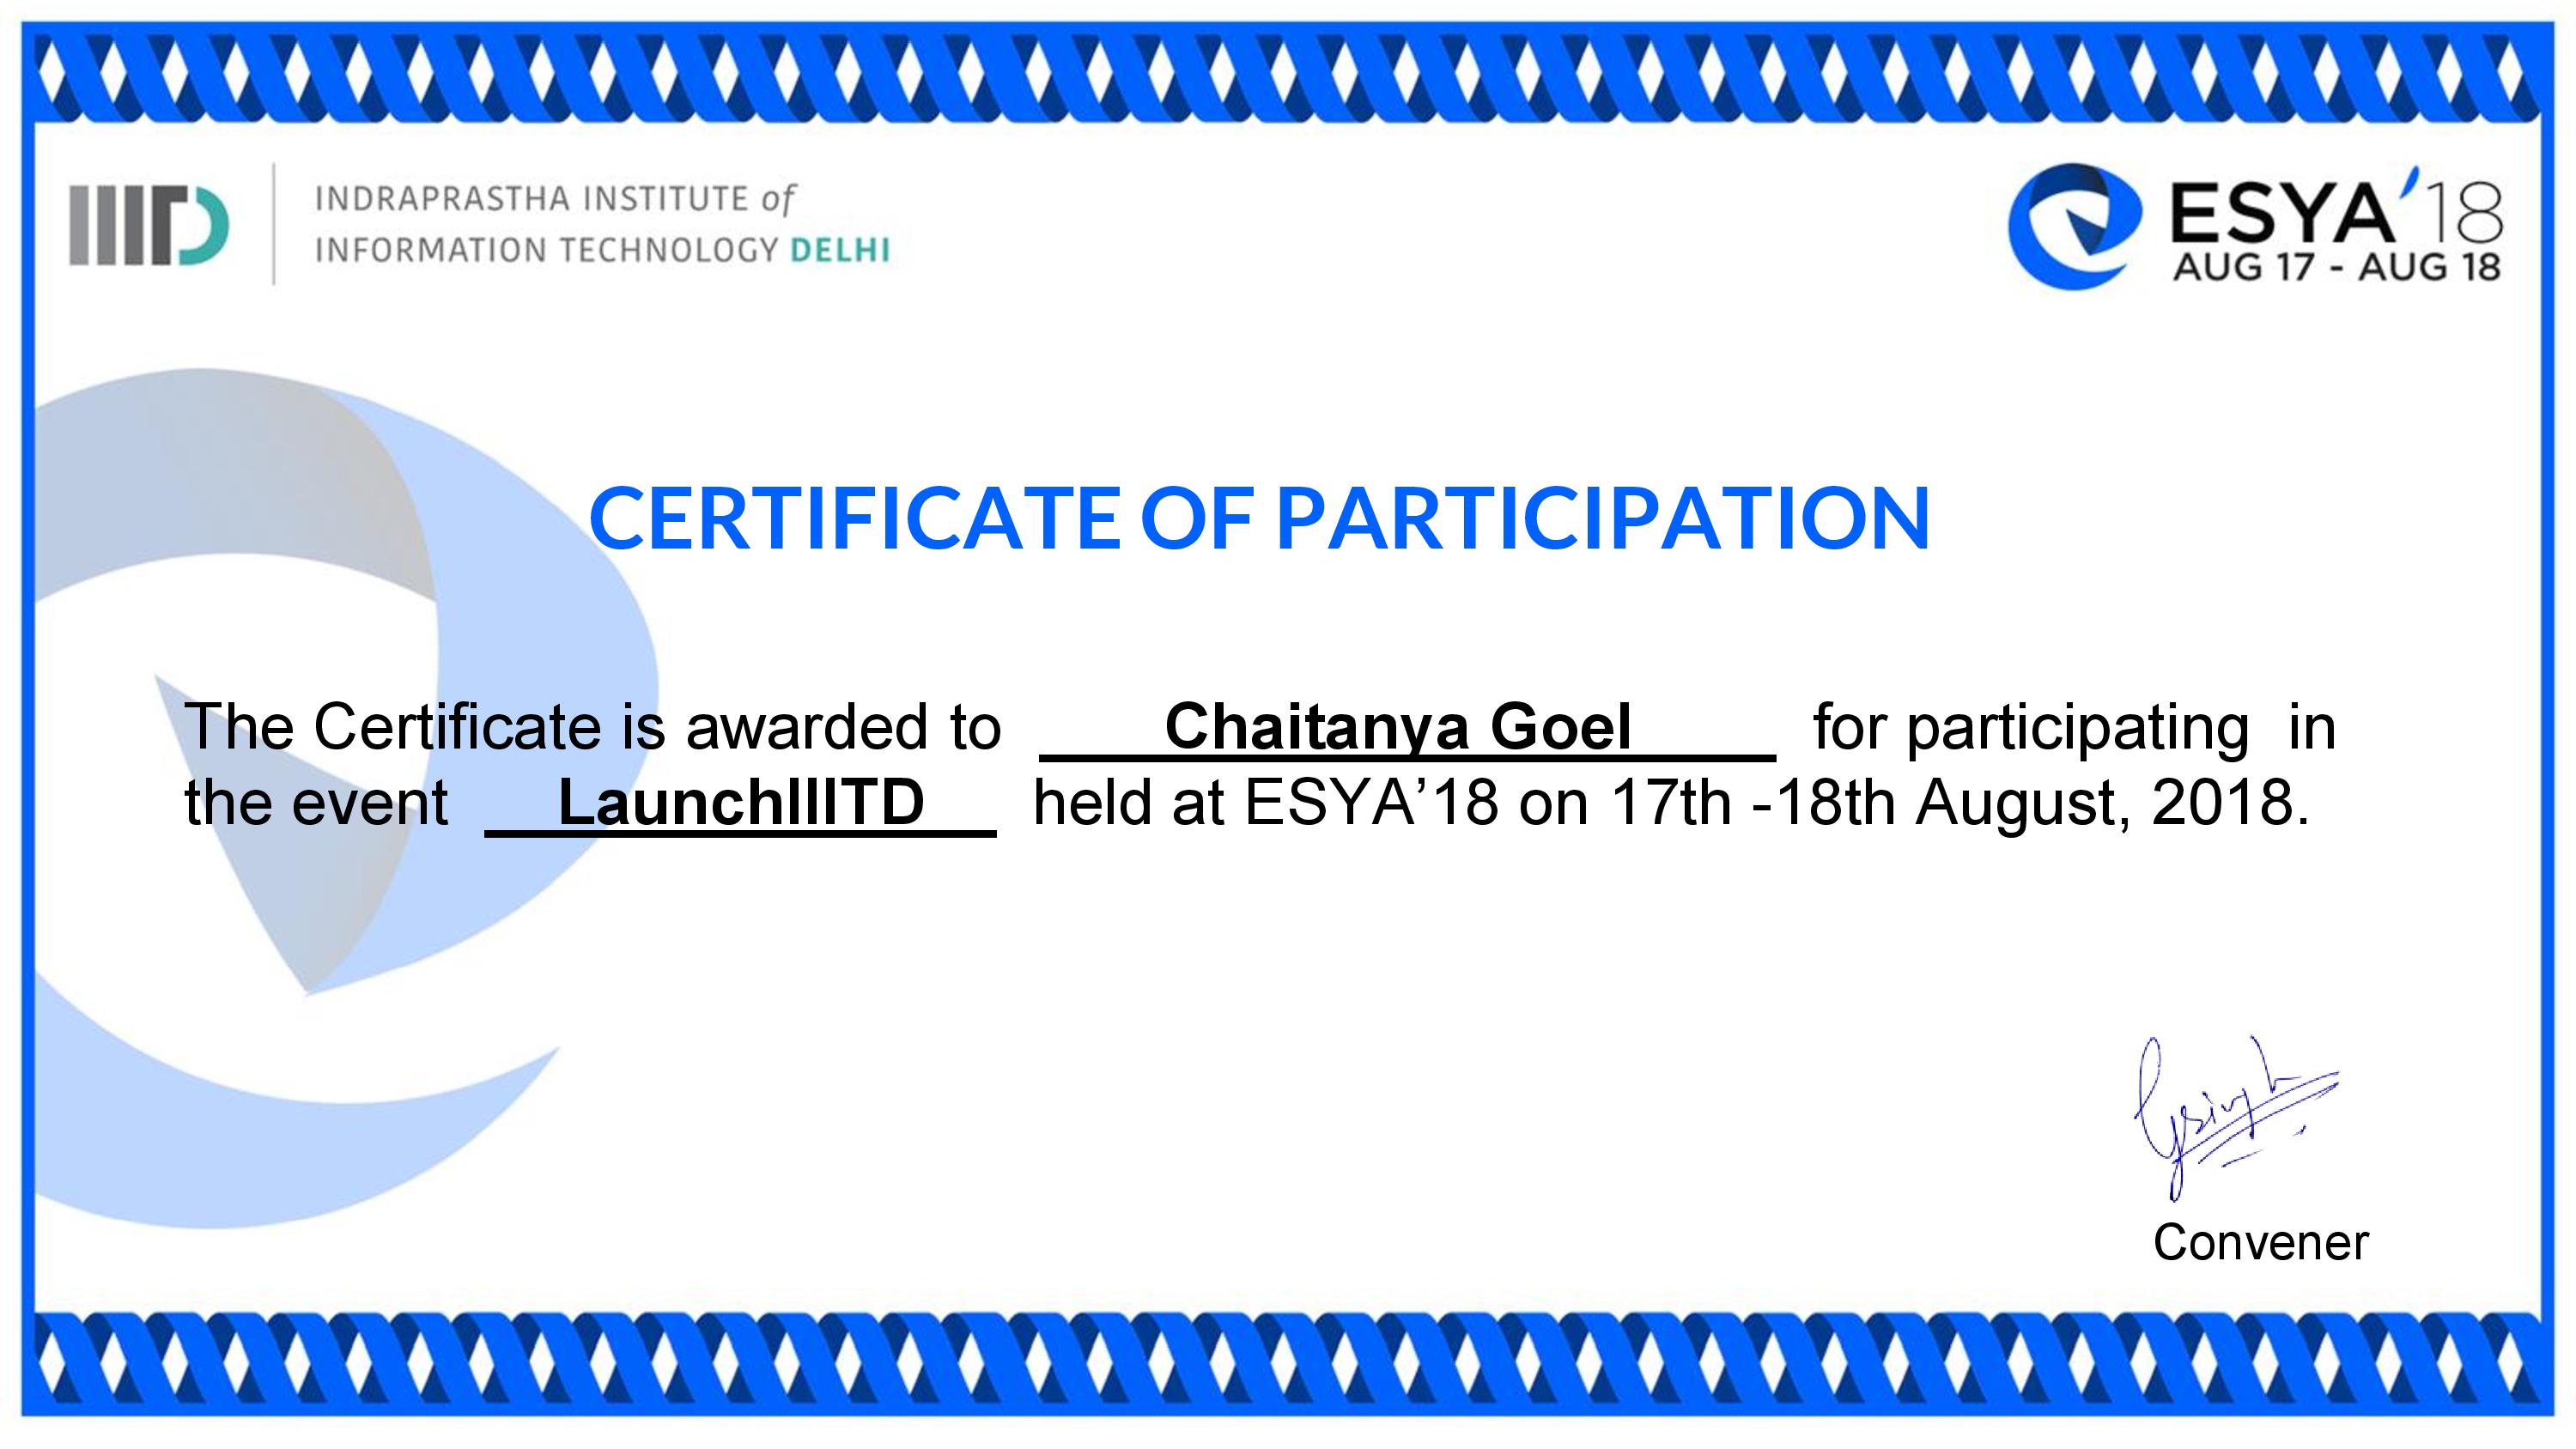 INDRAPRASTHA INSTITUTE of
INFORMATION TECHNOLOGY DELHI
ESYA'18
AUG 17 - AUG 18
CERTIFICATE OF PARTICIPATION
The Certificate is awarded to Chaitanya Goel for participating in
the event LaunchIIITD held at ESYA’18 on 17th -18th August, 2018.
Gsingh
Convener